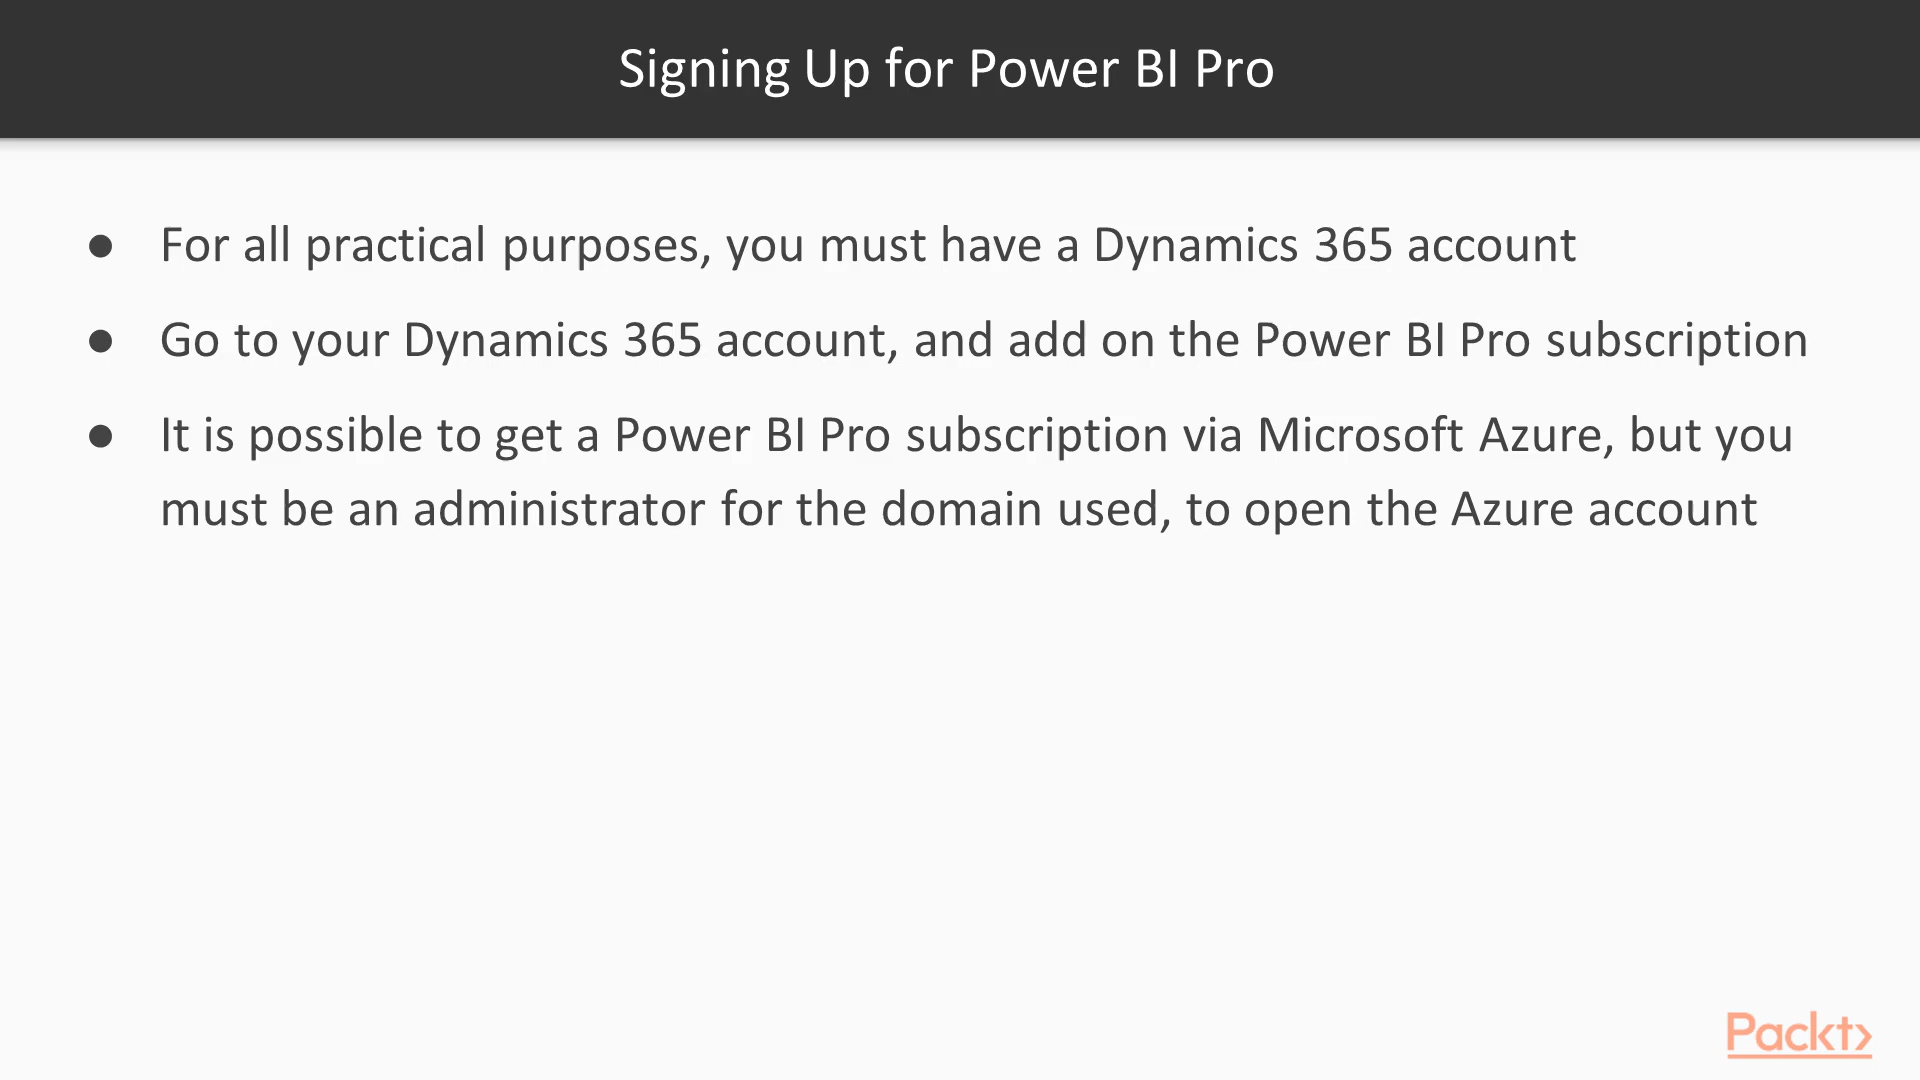 Signing Up for Power BI Pro
● For all practical purposes, you must have a Dynamics 365 account
● Go to your Dynamics 365 account, and add on the Power BI Pro subscription
● It is possible to get a Power BI Pro subscription via Microsoft Azure, but you
must be an administrator for the domain used, to open the Azure account
Packt>